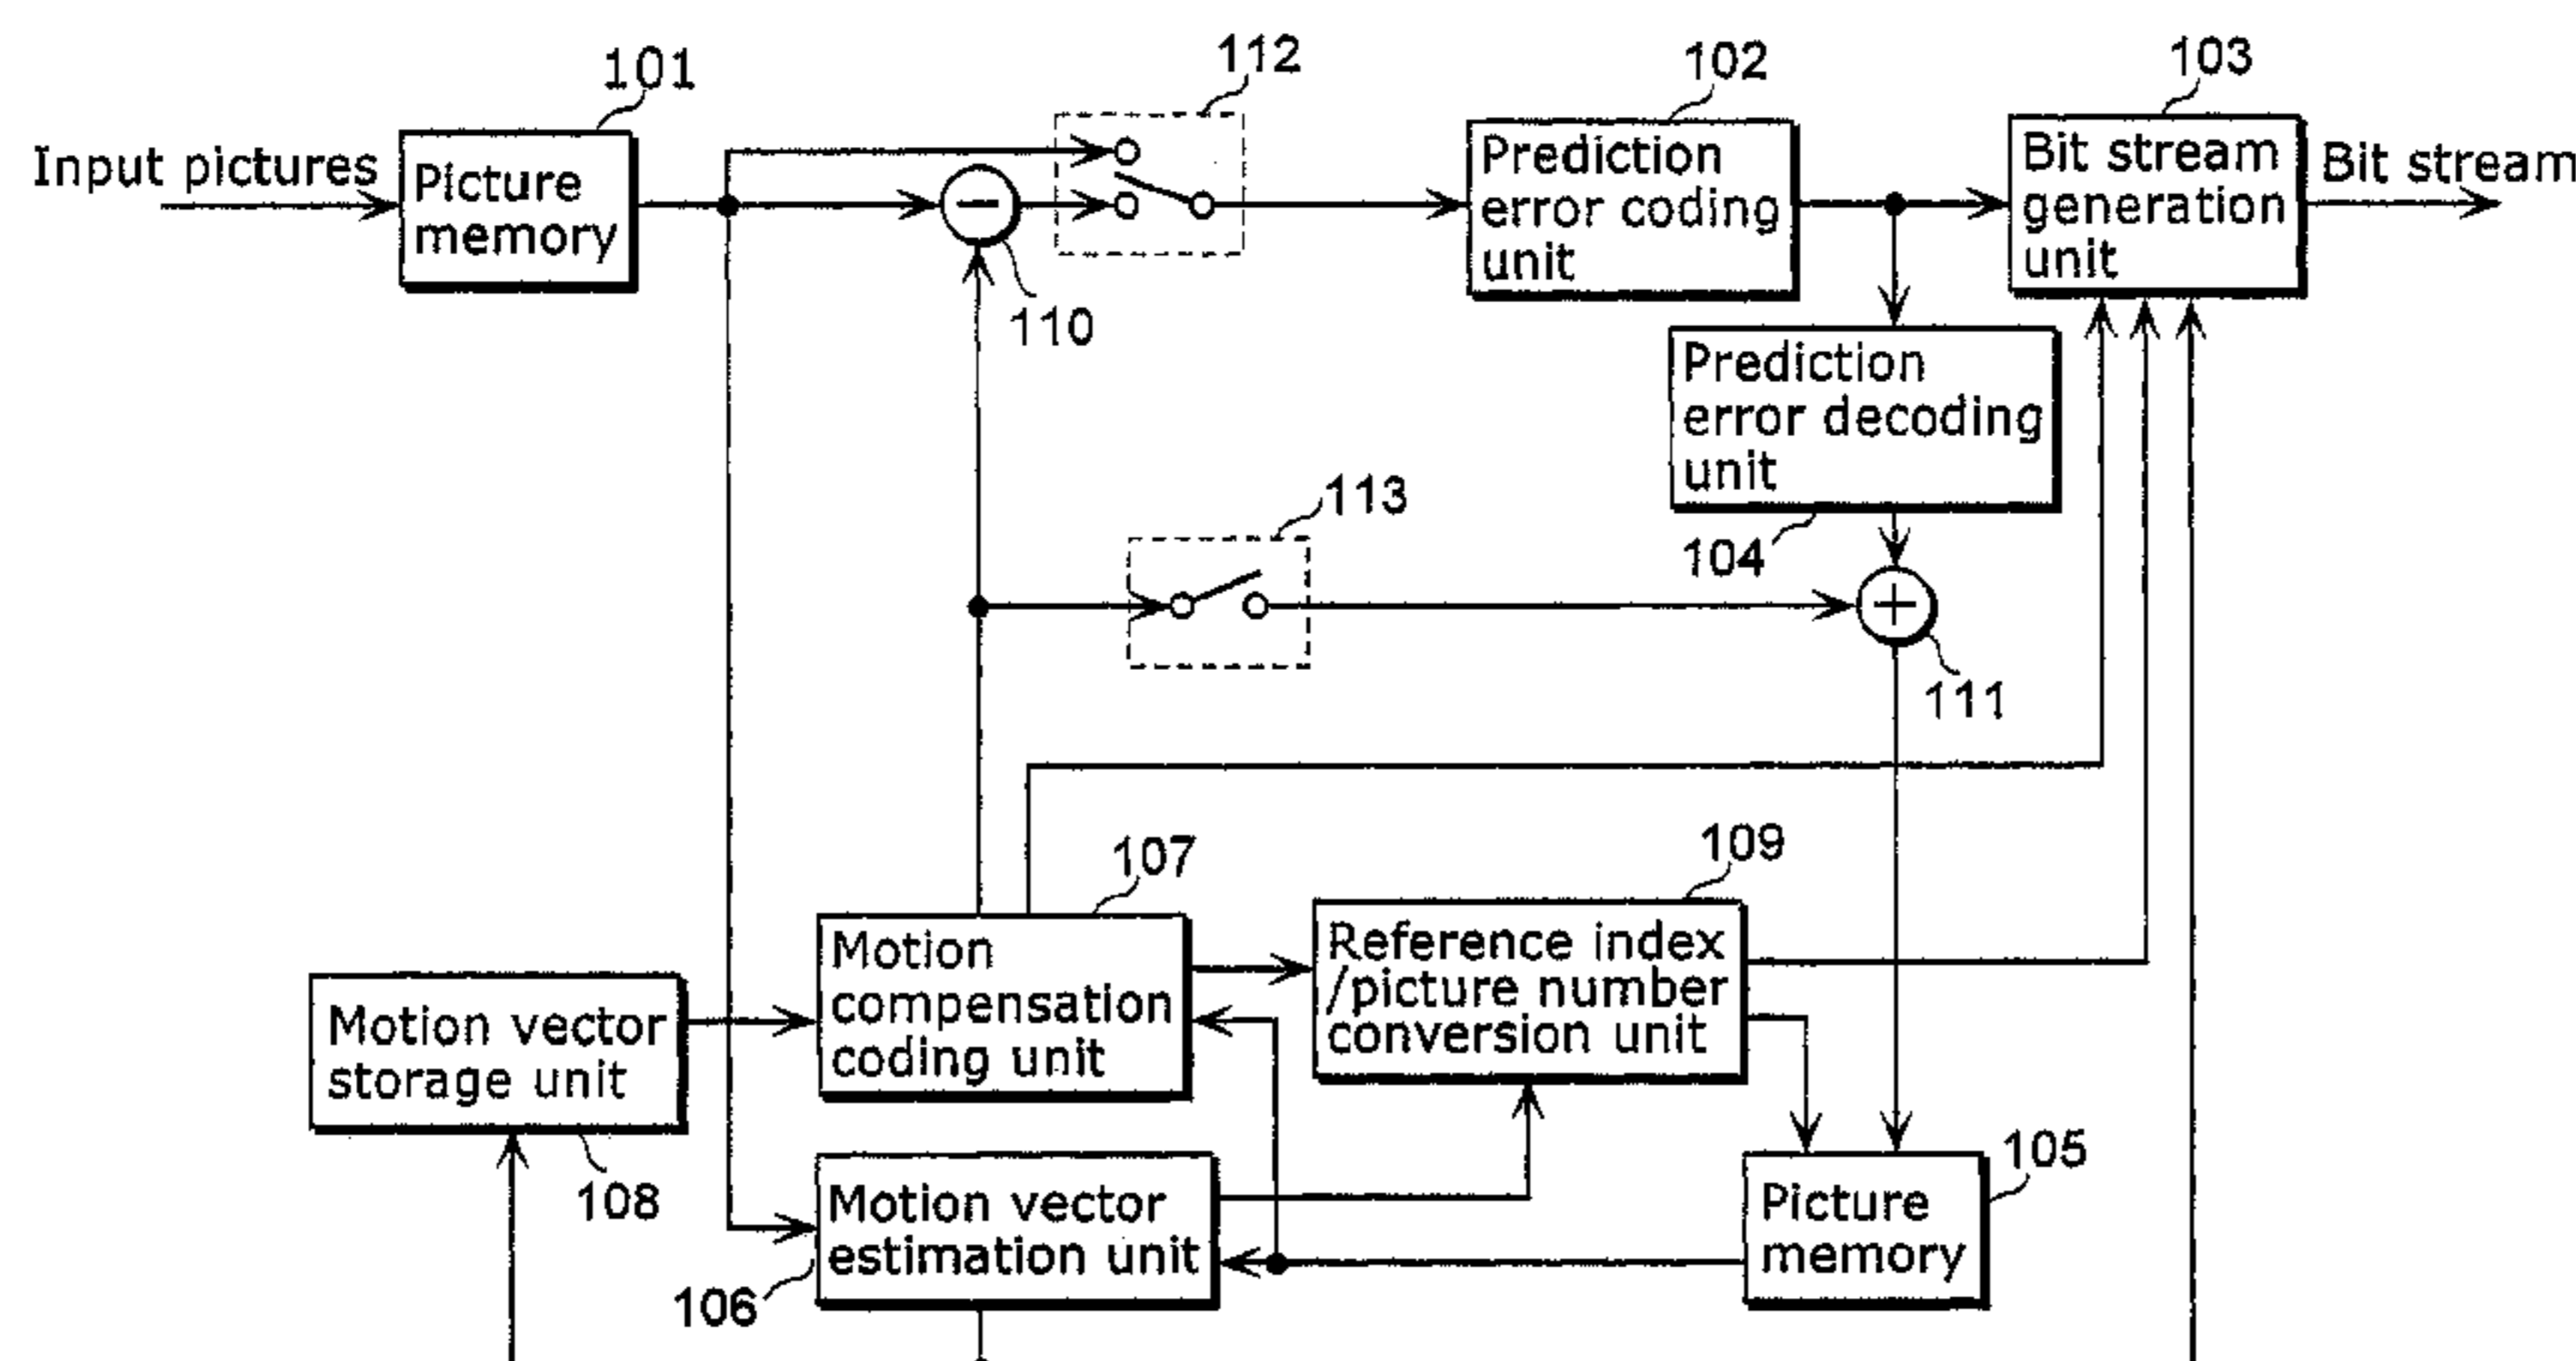 112
102
103
101
Input pictures
Picture
memory
Prediction
error coding
unit
Bit stream
generation
unit
Bit stream
110
Prediction
error decoding
unit
113
104
111
107
109
Motion
compensation
coding unit
Reference index
/picture number
conversion unit
Motion vector
storage unit
108
105
Motion vector
estimation unit
Picture
memory
106